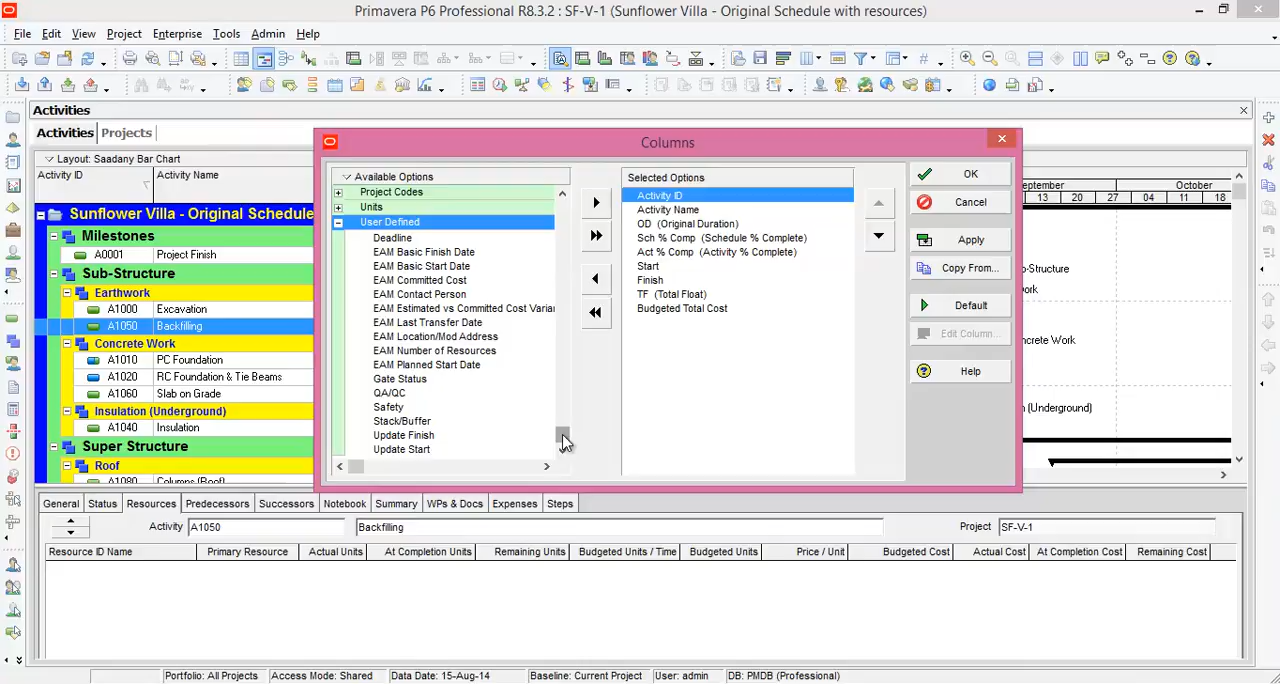 Primavera P6 Professional R8.3.2 : SF-V-1 (Sunflower Villa - Original Schedule with resources)
File Edit View Project Enterprise Tools Admin Help
Activities
Activities Projects
Layout: Saadany Bar Chart
Activity ID Activity Name
Sunflower Villa - Original Schedule
Milestones
A0001 Project Finish
Sub-Structure
Earthwork
A1000 Excavation
A1050 Backfilling
Concrete Work
A1010 PC Foundation
A1020 RC Foundation & Tie Beams
A1060 Slab on Grade
Insulation (Underground)
A1040 Insulation
Super Structure
Roof
A1080 Columns (Roof)
Columns
Available Options
Project Codes
Units
User Defined
Deadline
EAM Basic Finish Date
EAM Basic Start Date
EAM Committed Cost
EAM Contact Person
EAM Estimated vs Committed Cost Varian
EAM Last Transfer Date
EAM Location/Mod Address
EAM Number of Resources
EAM Planned Start Date
Gate Status
QA/QC
Safety
Stack/Buffer
Update Finish
Update Start
Selected Options
Activity ID
Activity Name
OD (Original Duration)
Sch % Comp (Schedule % Complete)
Act % Comp (Activity % Complete)
Start
Finish
TF (Total Float)
Budgeted Total Cost
OK
Cancel
Apply
Copy From...
Default
Edit Column...
Help
eptember October
13 20 27 04 11 18
b-Structure
ork
oncrete Work
(Underground)
General Status Resources Predecessors Successors Notebook Summary WPs & Docs Expenses Steps
Activity A1050 Backfilling Project SF-V-1
Resource ID Name Primary Resource Actual Units At Completion Units Remaining Units Budgeted Units / Time Budgeted Units Price / Unit Budgeted Cost Actual Cost At Completion Cost Remaining Cost
Portfolio: All Projects Access Mode: Shared Data Date: 15-Aug-14 Baseline: Current Project User: admin DB: PMDB (Professional)